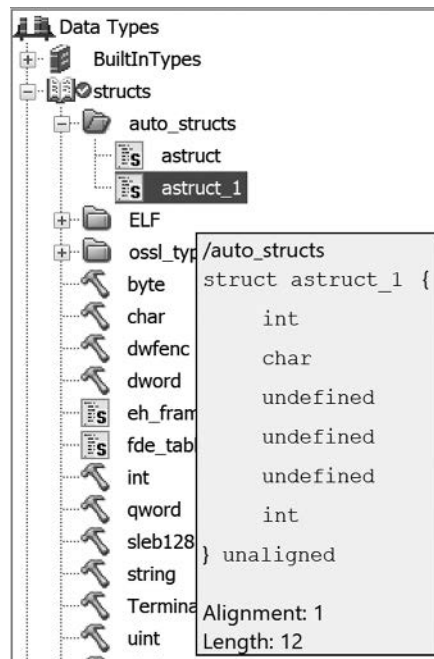 Data Types
BuiltInTypes
structs
auto_structs
astruct
astruct_1
ELF
ossl_typ
byte
char
dwfenc
dword
eh_fram
fde_tabl
int
qword
sleb128
string
Termina
uint
/auto_structs
struct astruct_1 {
int
char
undefined
undefined
undefined
int
} unaligned
Alignment: 1
Length: 12